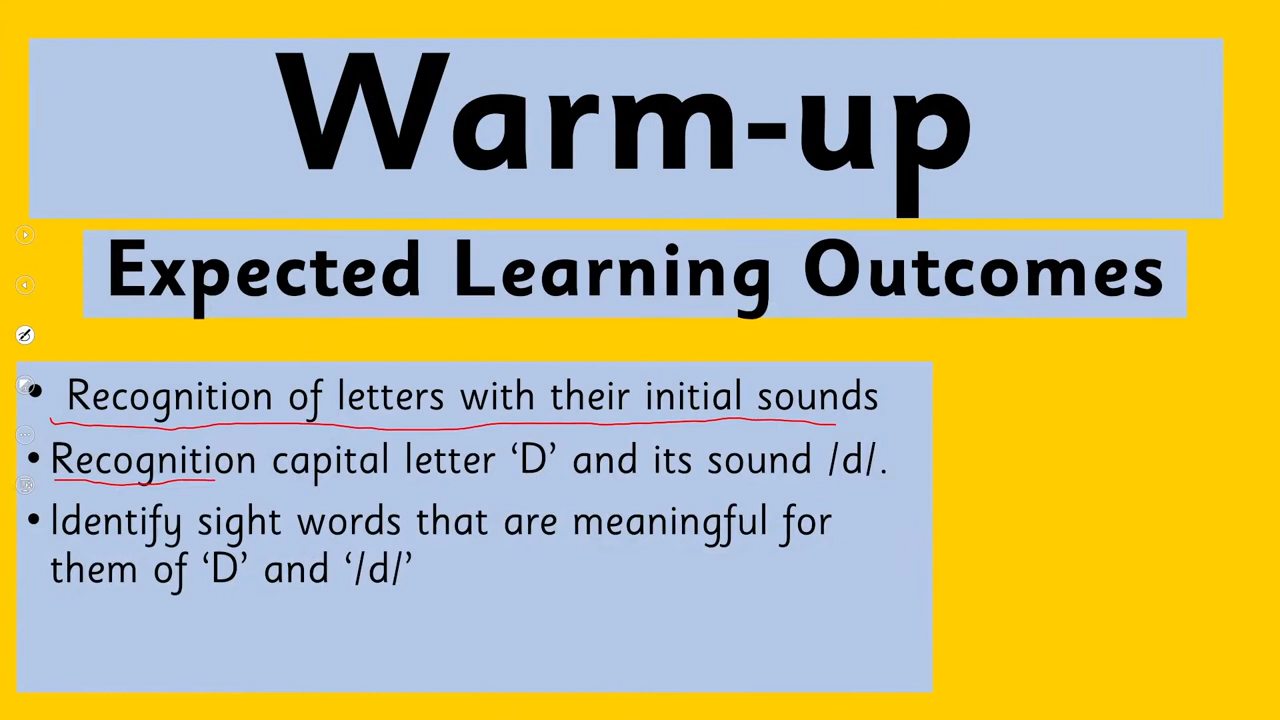 Warm-up
Expected Learning Outcomes
• Recognition of letters with their initial sounds
• Recognition capital letter ‘D’ and its sound /d/.
• Identify sight words that are meaningful for
them of ‘D’ and ‘/d/’